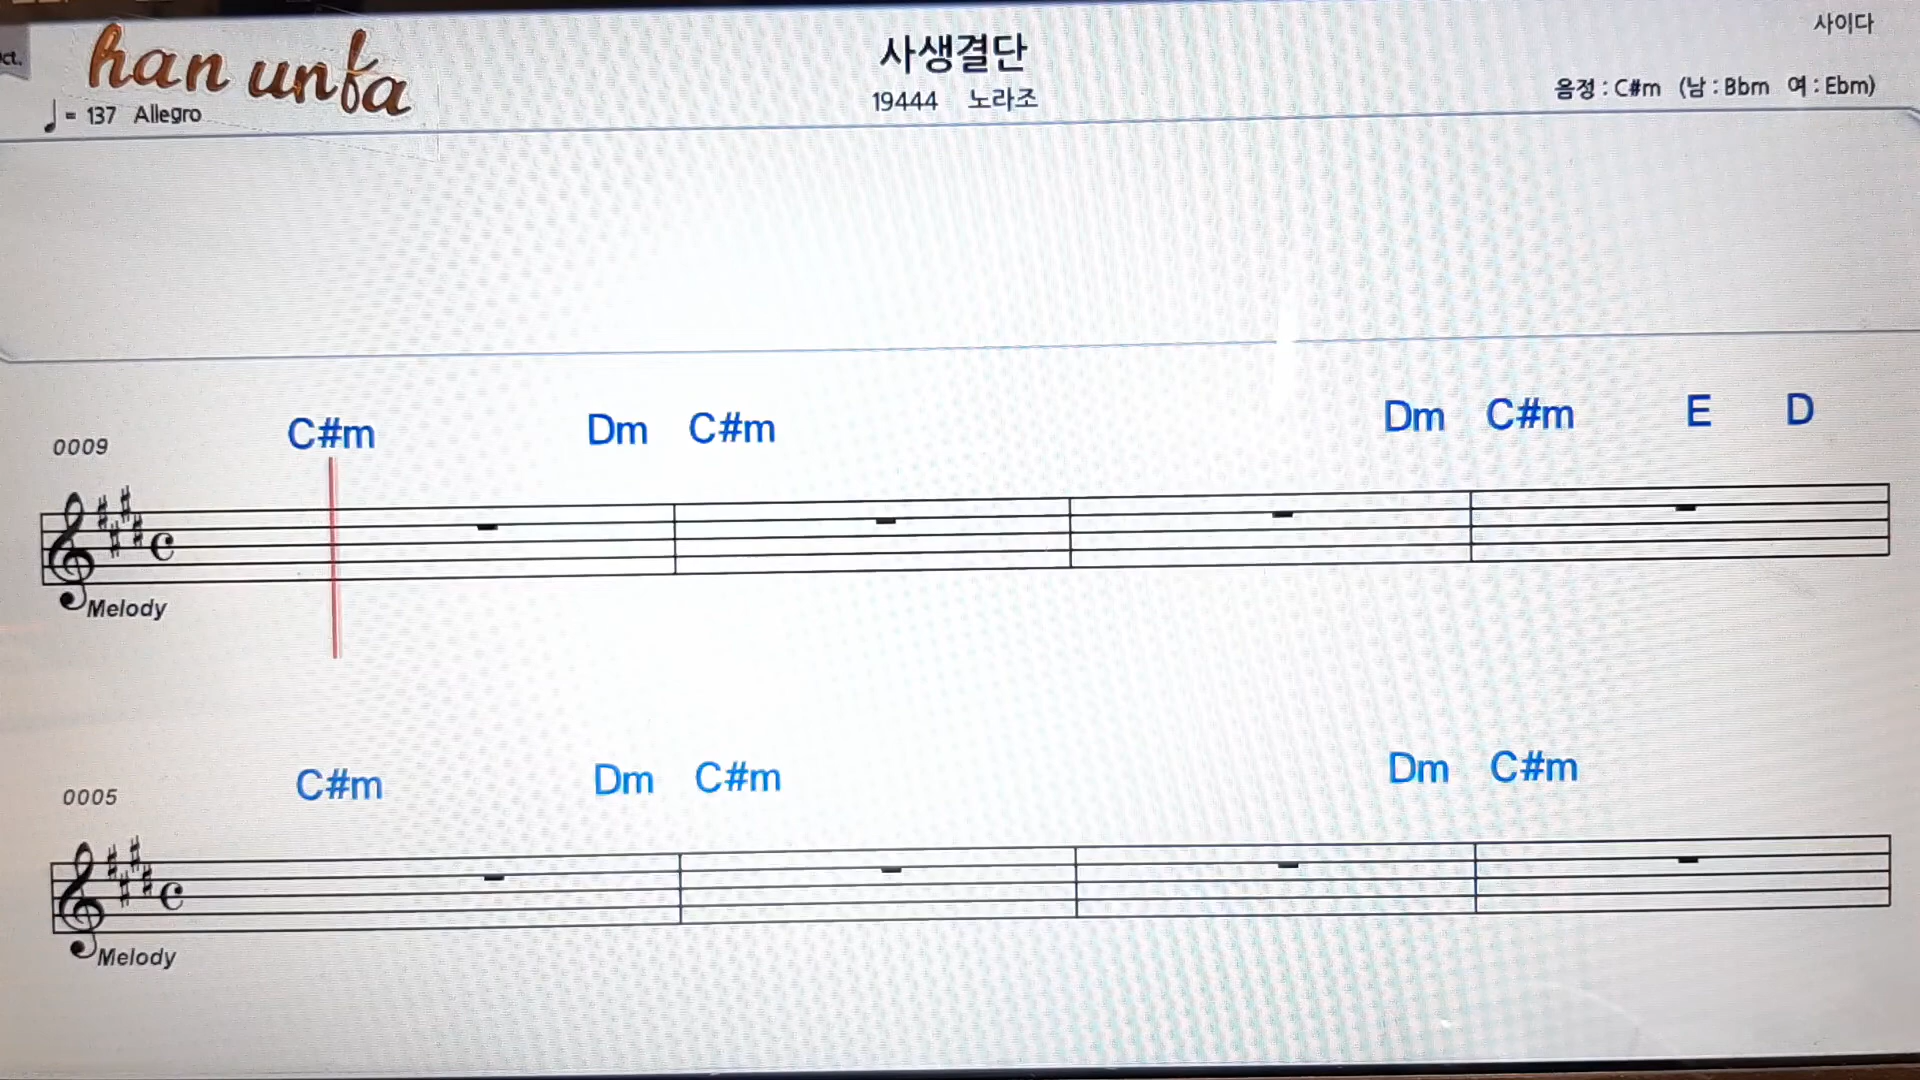 ct.
han unfa
사이다
사생결단
19444 노라조
음정 : C#m (남 : Bbm 여 : Ebm)
♩ = 137 Allegro
0009 C#m Dm C#m Dm C#m E D
Melody
0005 C#m Dm C#m Dm C#m
Melody